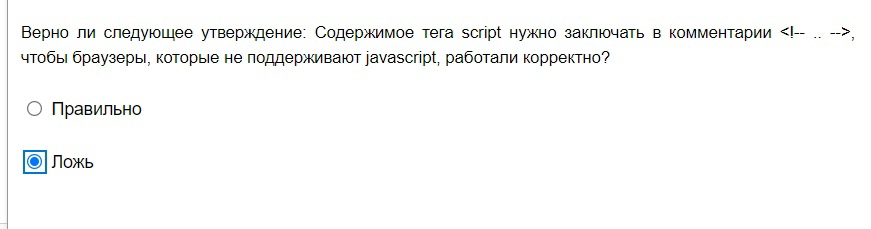 Верно ли следующее утверждение: Содержимое тега script нужно заключать в комментарии <!-- .. -->,
чтобы браузеры, которые не поддерживают javascript, работали корректно?
Правильно
Ложь